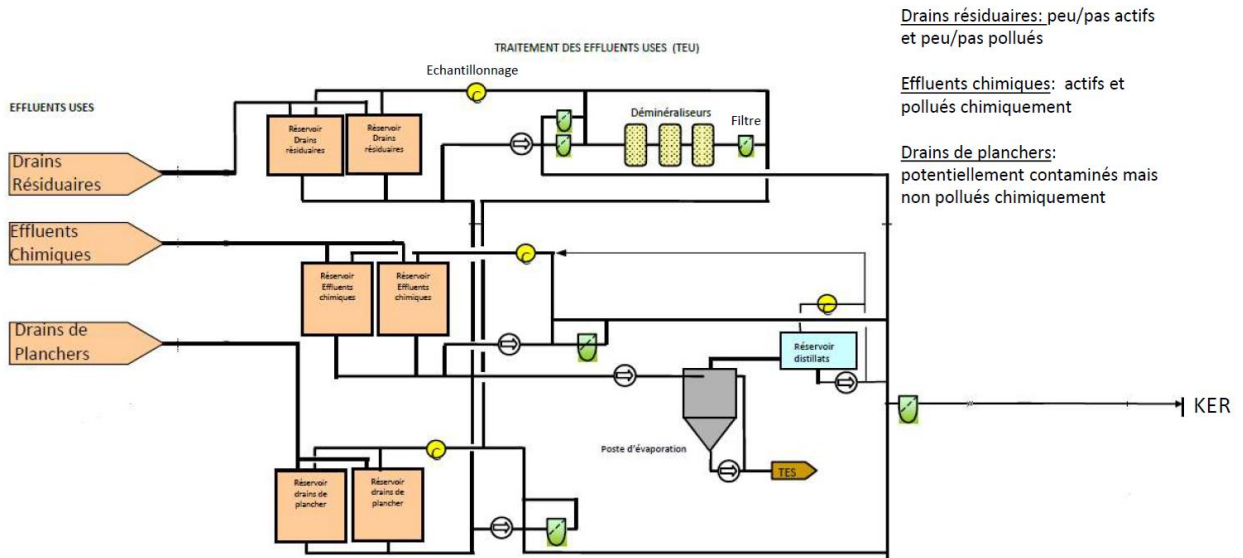 Drains résiduaires: peu/pas actifs
et peu/pas pollués
TRAITEMENT DES EFFLUENTS USES (TEU)
Echantillonnage
Effluents chimiques: actifs et
pollués chimiquement
EFFLUENTS USES
Réservoir
Drains
résiduaires
Réservoir
Drains
résiduaires
Déminéraliseurs
Filtre
Drains de planchers:
potentiellement contaminés mais
non pollués chimiquement
Drains
Résiduaires
Effluents
Chimiques
Réservoir
Effluents
chimiques
Réservoir
Effluents
chimiques
Drains de
Planchers
Réservoir
distillats
KER
Poste d'évaporation
TES
Réservoir
drains de
plancher
Réservoir
drains de
plancher